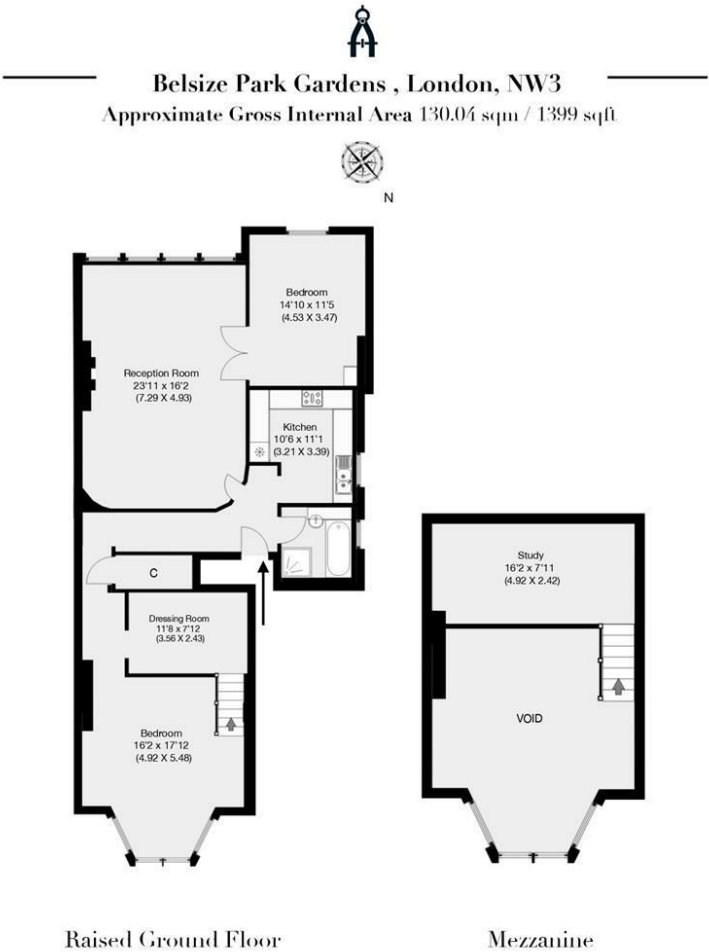 Belsize Park Gardens , London, NW3
Approximate Gross Internal Area 130.04 sqm / 1399 sqft
N
Bedroom
14'10 x 11'5
(4.53 X 3.47)
Reception Room
23'11 x 16'2
(7.29 X 4.93)
Kitchen
10'6 x 11'1
(3.21 X 3.39)
C
Dressing Room
11'8 x 7'12
(3.56 X 2.43)
Bedroom
16'2 x 17'12
(4.92 X 5.48)
Study
16'2 x 7'11
(4.92 X 2.42)
VOID
Raised Ground Floor
Mezzanine